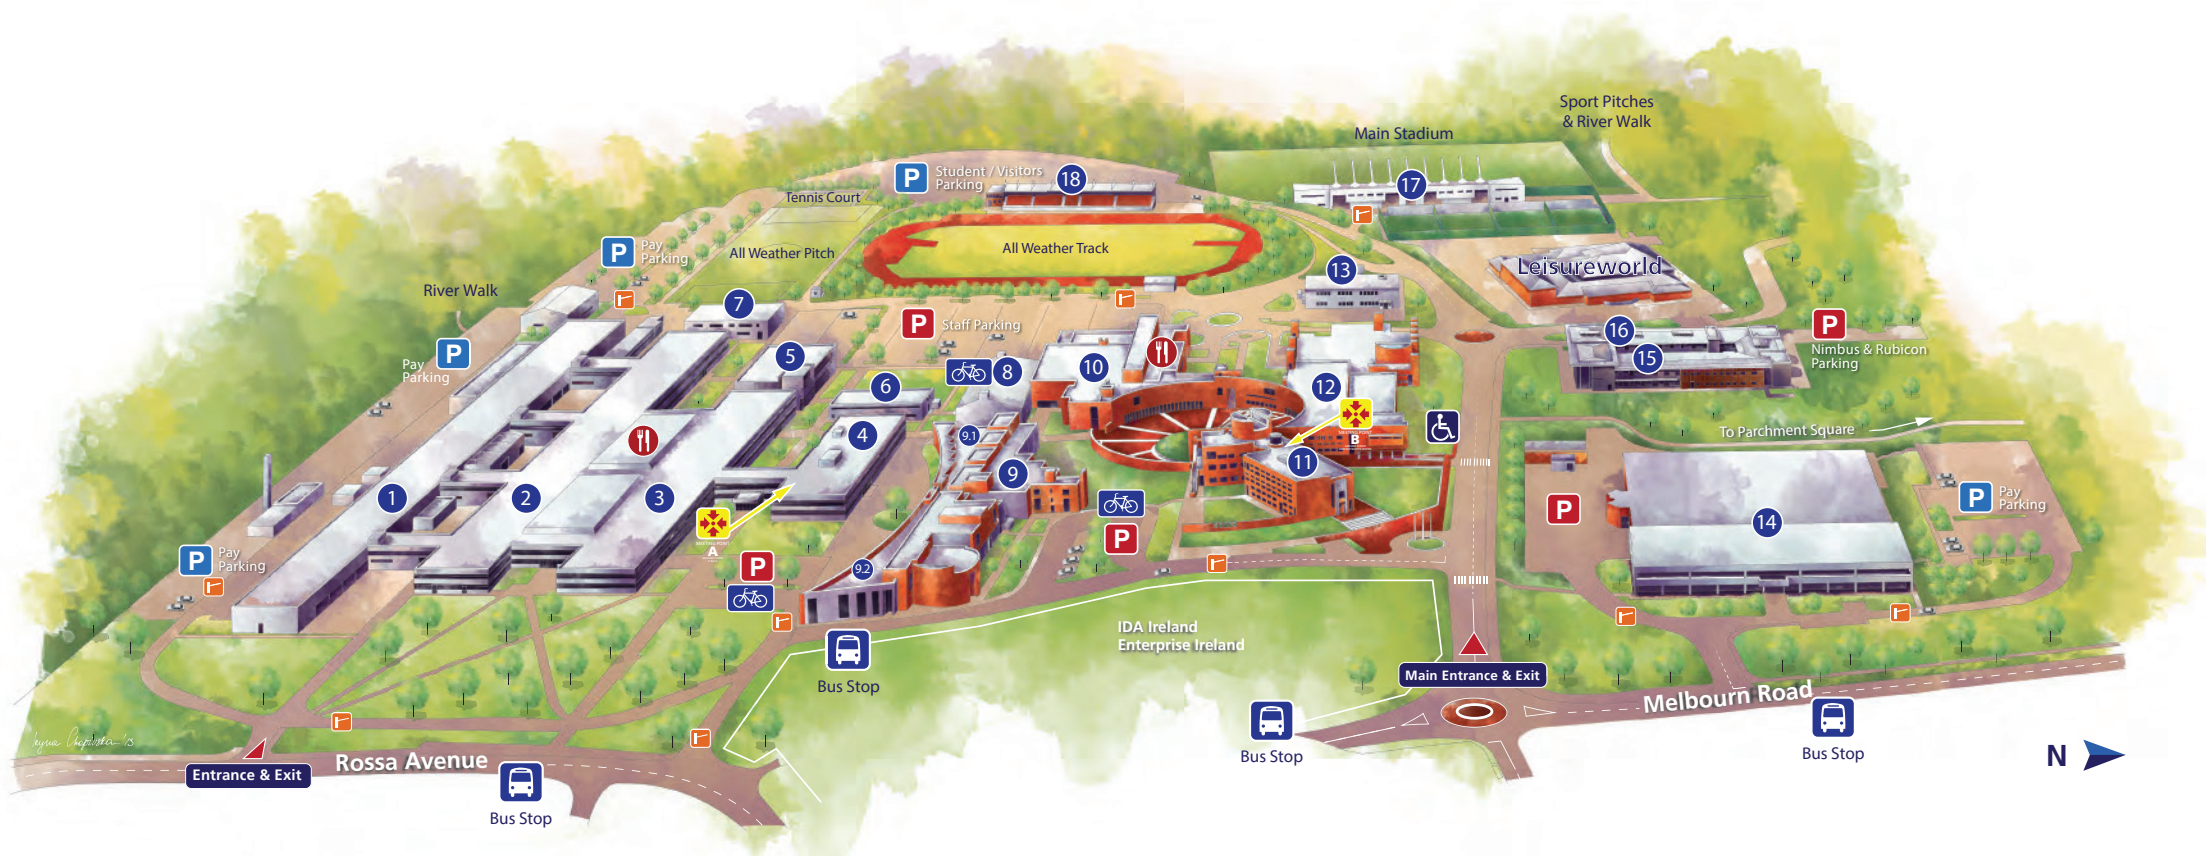 Sport Pitches
& River Walk
Main Stadium
P
Student / Visitors
Parking
18
17
Tennis Court
P
Pay
Parking
All Weather Pitch
All Weather Track
13
Leisureworld
River Walk
7
P
Staff Parking
P
Nimbus & Rubicon
Parking
16
15
Pay
Parking
P
5
6
8
10
12
4
9.1
B
To Parchment Square
1
2
3
9
11
P
14
P
Pay
Parking
A
P
P
Pay
Parking
P
9.2
IDA Ireland
Enterprise Ireland
Bus Stop
Main Entrance & Exit
Melbourn Road
Bus Stop
Bus Stop
Entrance & Exit
Rossa Avenue
Bus Stop
N